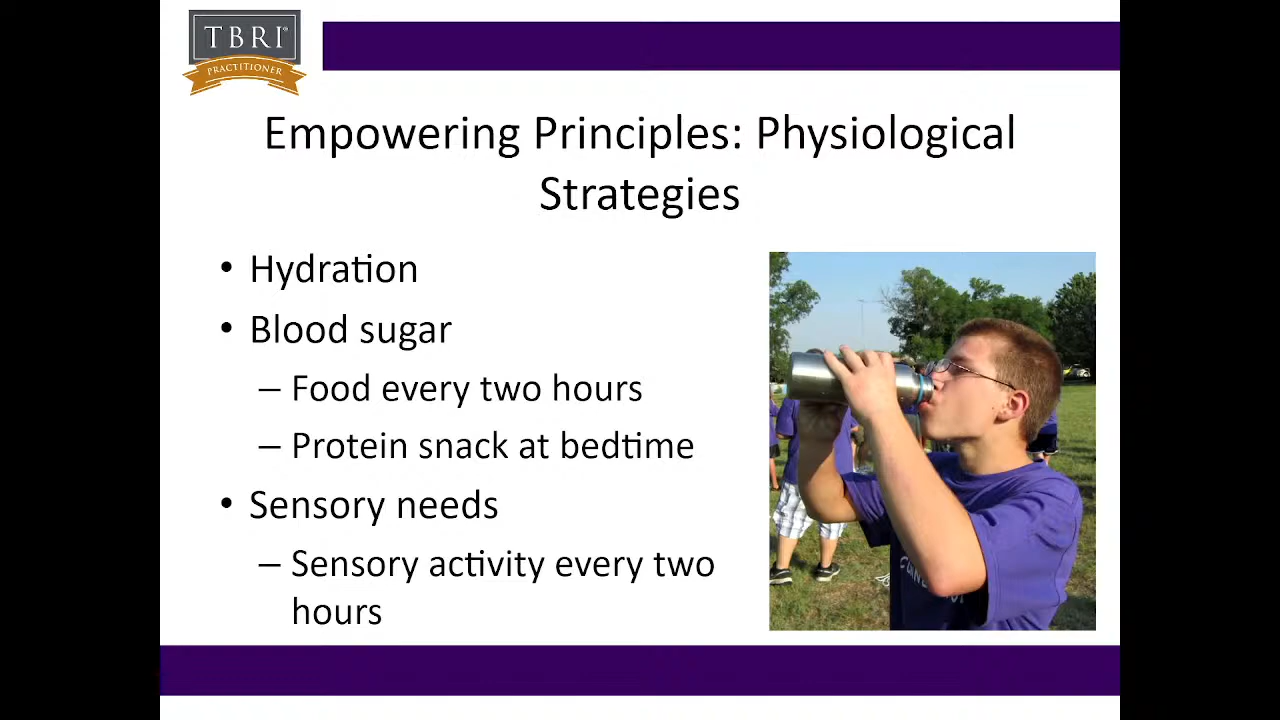 TBRI®
PRACTITIONER
Empowering Principles: Physiological
Strategies
• Hydration
• Blood sugar
– Food every two hours
– Protein snack at bedtime
• Sensory needs
– Sensory activity every two
hours